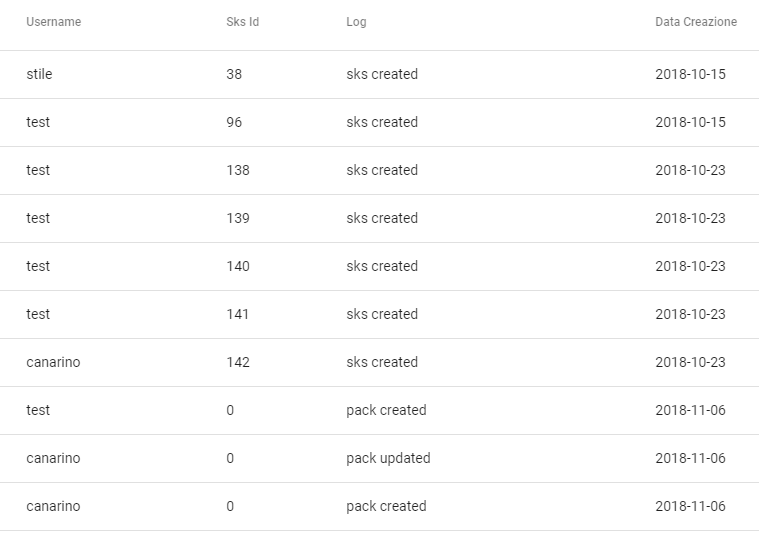 Username Sks Id Log Data Creazione
stile 38 sks created 2018-10-15
test 96 sks created 2018-10-15
test 138 sks created 2018-10-23
test 139 sks created 2018-10-23
test 140 sks created 2018-10-23
test 141 sks created 2018-10-23
canarino 142 sks created 2018-10-23
test 0 pack created 2018-11-06
canarino 0 pack updated 2018-11-06
canarino 0 pack created 2018-11-06